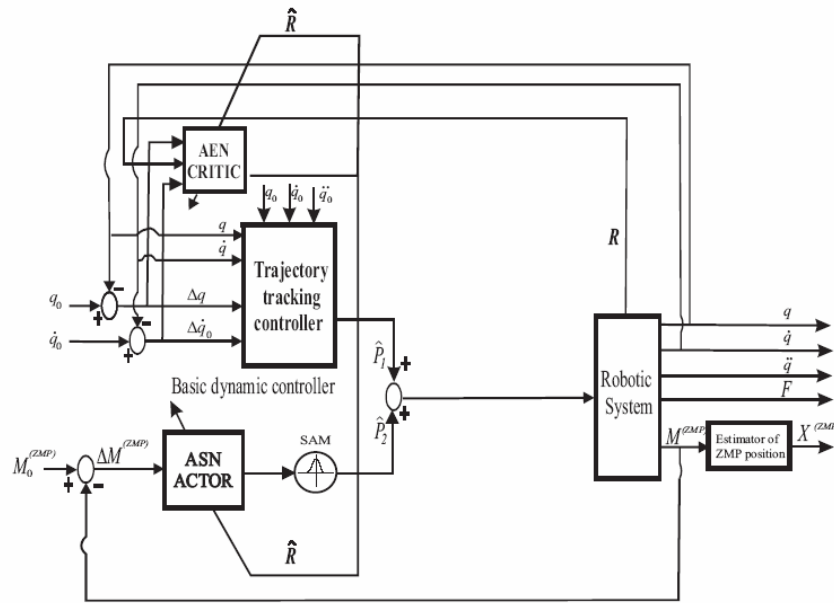 R̂
AEN
CRITIC
q₀ q̇₀ q̈₀
R
q
q̇
Trajectory
tracking
controller
q₀
Δq
q̇₀
Δq̇₀
q
q̇
q̈
F
P̂₁
Robotic
System
Basic dynamic controller
P̂₂
SAM
M₀^(ZMP)
ΔM^(ZMP)
ASN
ACTOR
M^(ZMP)
Estimator of
ZMP position
X^(ZMP
R̂